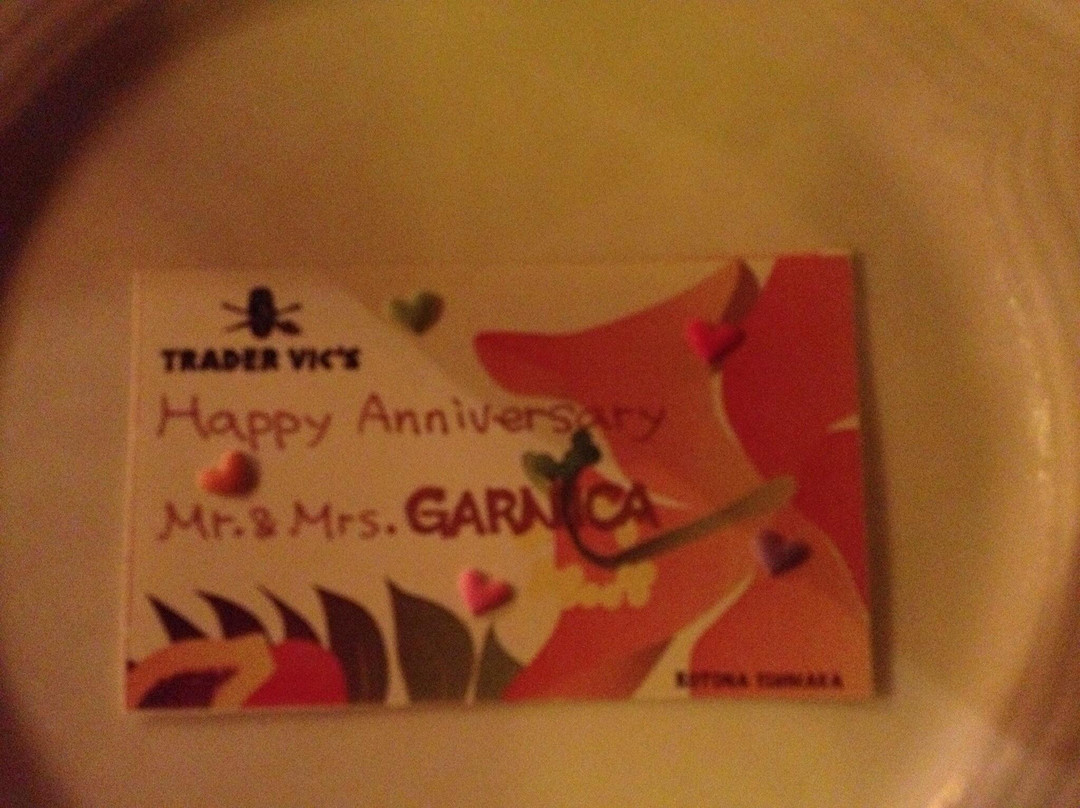 TRADER VIC'S
Happy Anniversary
Mr. & Mrs. GARNICA